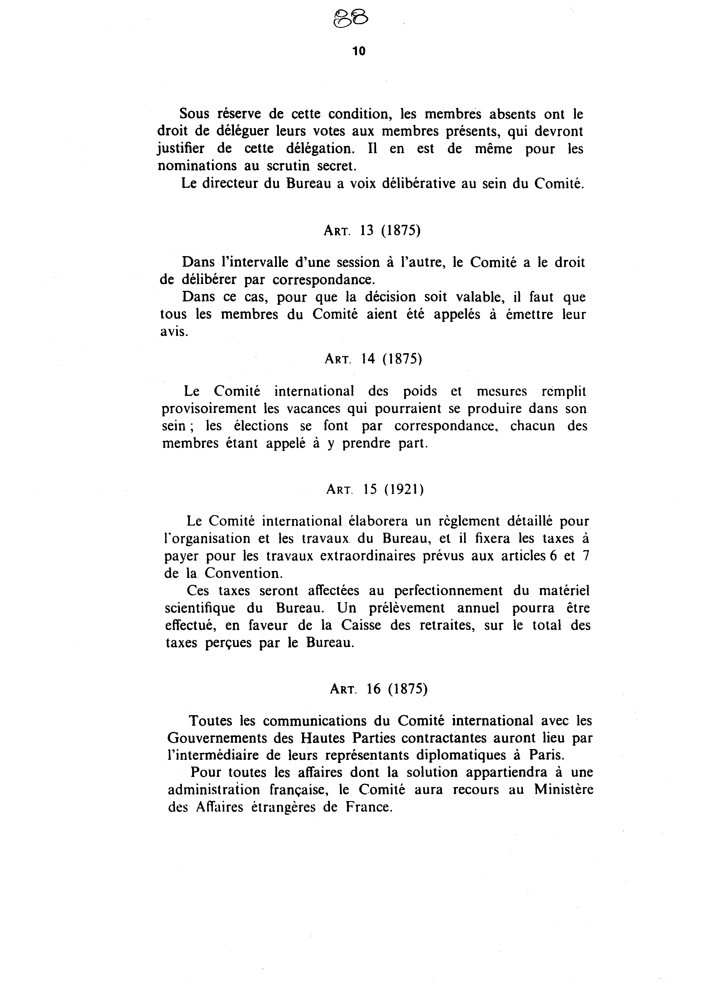 88
10
Sous réserve de cette condition, les membres absents ont le
droit de déléguer leurs votes aux membres présents, qui devront
justifier de cette délégation. Il en est de même pour les
nominations au scrutin secret.
Le directeur du Bureau a voix délibérative au sein du Comité.
ART. 13 (1875)
Dans l'intervalle d'une session à l'autre, le Comité a le droit
de délibérer par correspondance.
Dans ce cas, pour que la décision soit valable, il faut que
tous les membres du Comité aient été appelés à émettre leur
avis.
ART. 14 (1875)
Le Comité international des poids et mesures remplit
provisoirement les vacances qui pourraient se produire dans son
sein ; les élections se font par correspondance, chacun des
membres étant appelé à y prendre part.
ART. 15 (1921)
Le Comité international élaborera un règlement détaillé pour
l'organisation et les travaux du Bureau, et il fixera les taxes à
payer pour les travaux extraordinaires prévus aux articles 6 et 7
de la Convention.
Ces taxes seront affectées au perfectionnement du matériel
scientifique du Bureau. Un prélèvement annuel pourra être
effectué, en faveur de la Caisse des retraites, sur le total des
taxes perçues par le Bureau.
ART. 16 (1875)
Toutes les communications du Comité international avec les
Gouvernements des Hautes Parties contractantes auront lieu par
l'intermédiaire de leurs représentants diplomatiques à Paris.
Pour toutes les affaires dont la solution appartiendra à une
administration française, le Comité aura recours au Ministère
des Affaires étrangères de France.